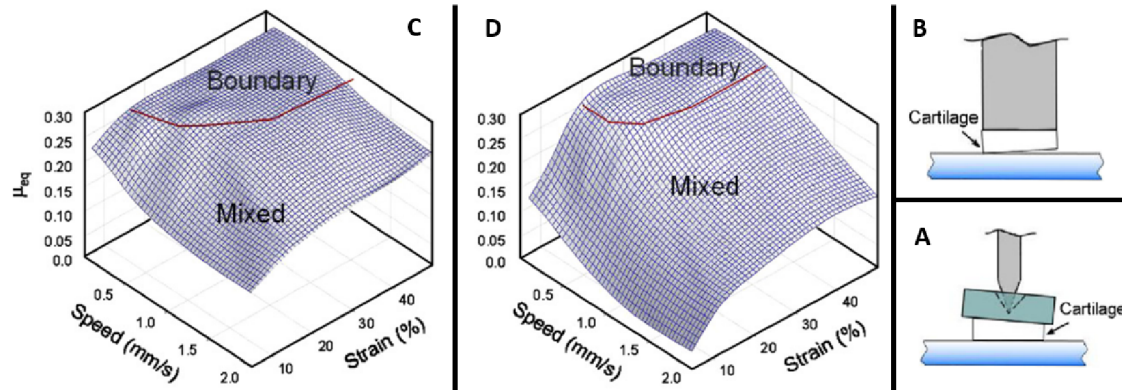 C
Boundary
Mixed
0.30
0.25
0.20
0.15
0.10
0.05
0.0
μeq
0.5
1.0
1.5
2.0
Speed (mm/s)
10
20
30
40
Strain (%)
D
Boundary
Mixed
0.30
0.25
0.20
0.15
0.10
0.05
0.0
0.5
1.0
1.5
2.0
Speed (mm/s)
10
20
30
40
Strain (%)
B
Cartilage
A
Cartilage